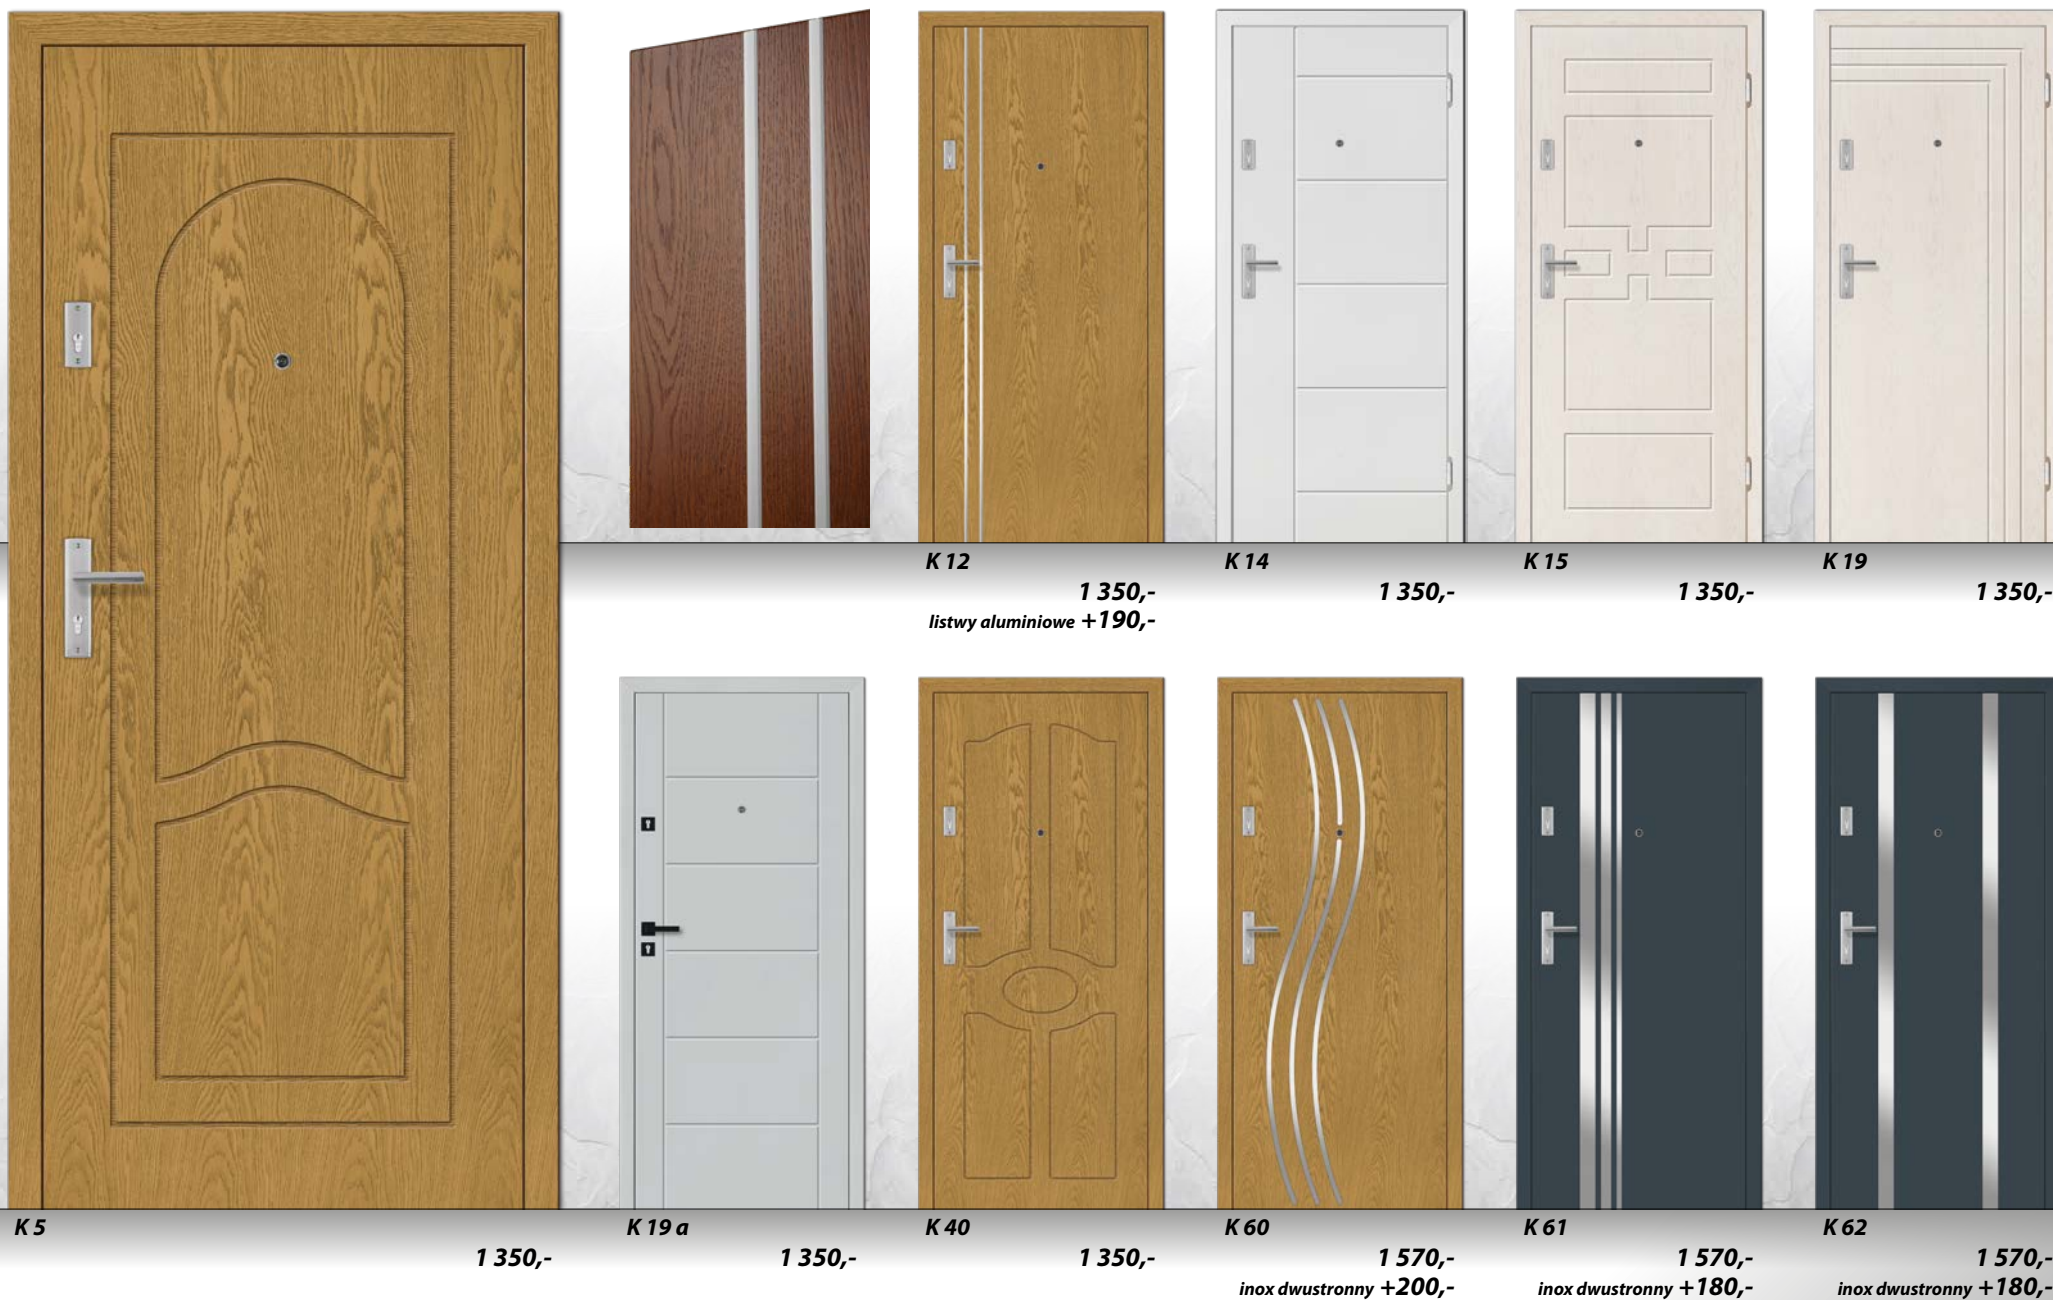 K 12
1 350,-
listwy aluminiowe +190,-
K 14
1 350,-
K 15
1 350,-
K 19
1 350,-
K 5
1 350,-
K 19 a
1 350,-
K 40
1 350,-
K 60
1 570,-
inox dwustronny +200,-
K 61
1 570,-
inox dwustronny +180,-
K 62
1 570,-
inox dwustronny +180,-